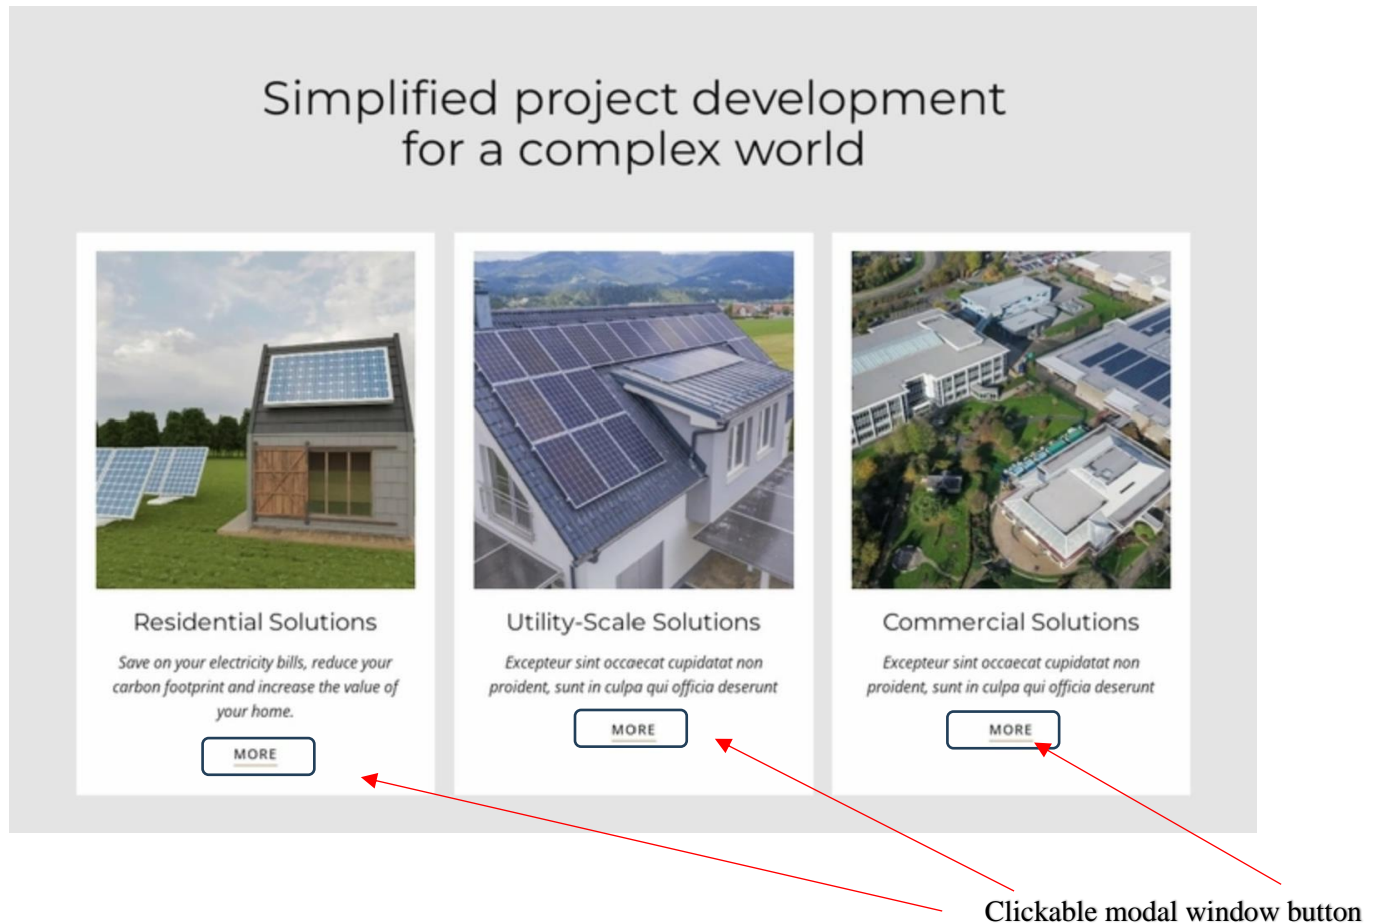 Simplified project development
for a complex world
Residential Solutions
Save on your electricity bills, reduce your
carbon footprint and increase the value of
your home.
MORE
Utility-Scale Solutions
Excepteur sint occaecat cupidatat non
proident, sunt in culpa qui officia deserunt
MORE
Commercial Solutions
Excepteur sint occaecat cupidatat non
proident, sunt in culpa qui officia deserunt
MORE
Clickable modal window button